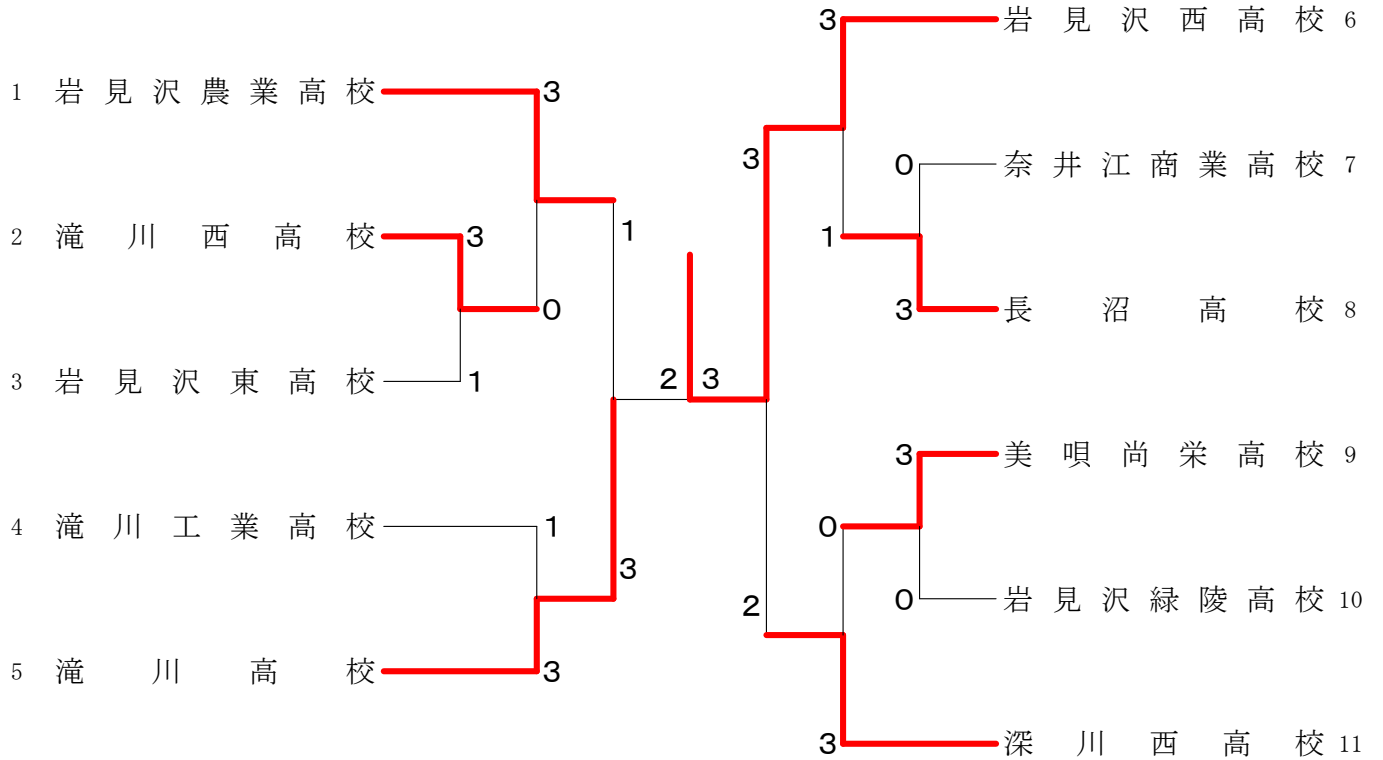 1 岩見沢農業高校 3
2 滝川西高校 3
0
3 岩見沢東高校 1
4 滝川工業高校 1
5 滝川高校 3
1
3
2 3
3
2
3 岩見沢西高校 6
0 奈井江商業高校 7
1
3 長沼高校 8
3 美唄尚栄高校 9
0
0 岩見沢緑陵高校 10
3 深川西高校 11